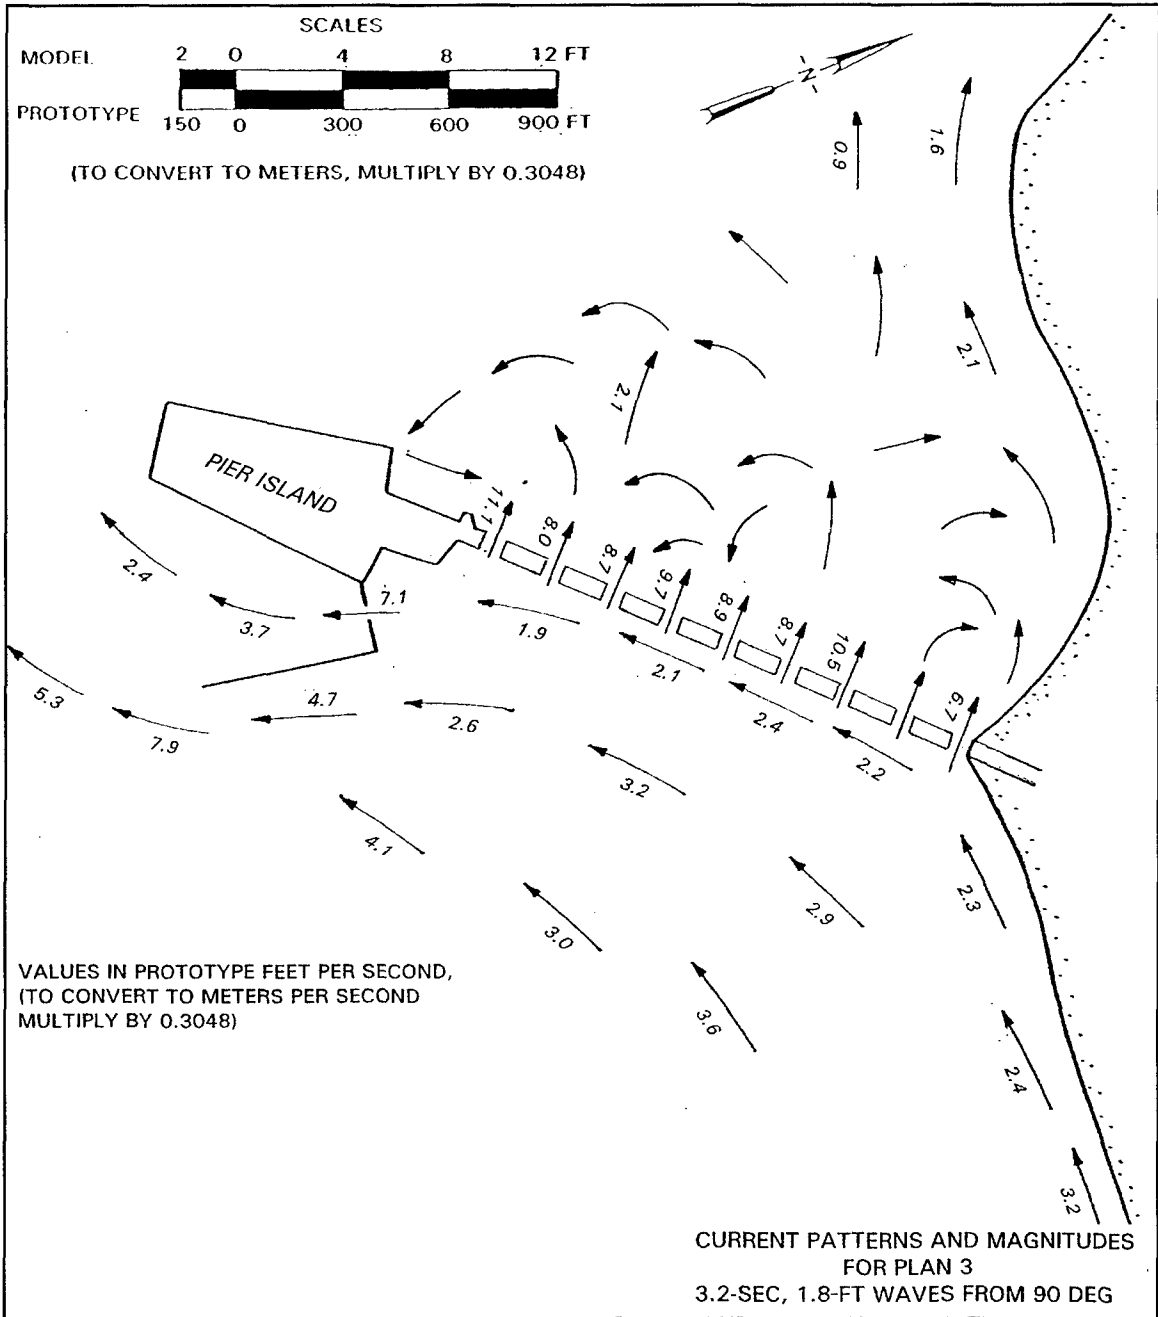 SCALES
MODEL 2 0 4 8 12 FT
PROTOTYPE
150 0 300 600 900 FT
(TO CONVERT TO METERS, MULTIPLY BY 0.3048)
-N-
0.9
1.6
2.1
2.1
PIER ISLAND
11.1
8.0
8.7
9.7
8.9
8.7
10.5
6.7
2.4
3.7
7.1
1.9
2.1
2.4
2.2
5.3
7.9
4.7
2.6
3.2
4.1
2.9
2.3
3.0
3.6
2.4
3.2
VALUES IN PROTOTYPE FEET PER SECOND,
(TO CONVERT TO METERS PER SECOND
MULTIPLY BY 0.3048)
CURRENT PATTERNS AND MAGNITUDES
FOR PLAN 3
3.2-SEC, 1.8-FT WAVES FROM 90 DEG